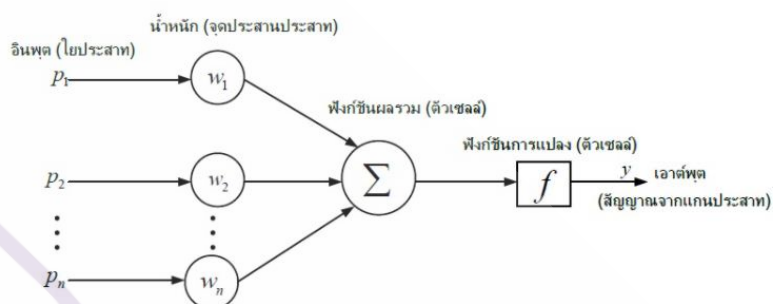 น้ำหนัก (จุดประสานประสาท)
อินพุต (ใยประสาท)
p₁
w₁
ฟังก์ชันผลรวม (ตัวเซลล์)
ฟังก์ชันการแปลง (ตัวเซลล์)
p₂
w₂
Σ
f
y
เอาต์พุต
(สัญญาณจากแกนประสาท)
pₙ
wₙ